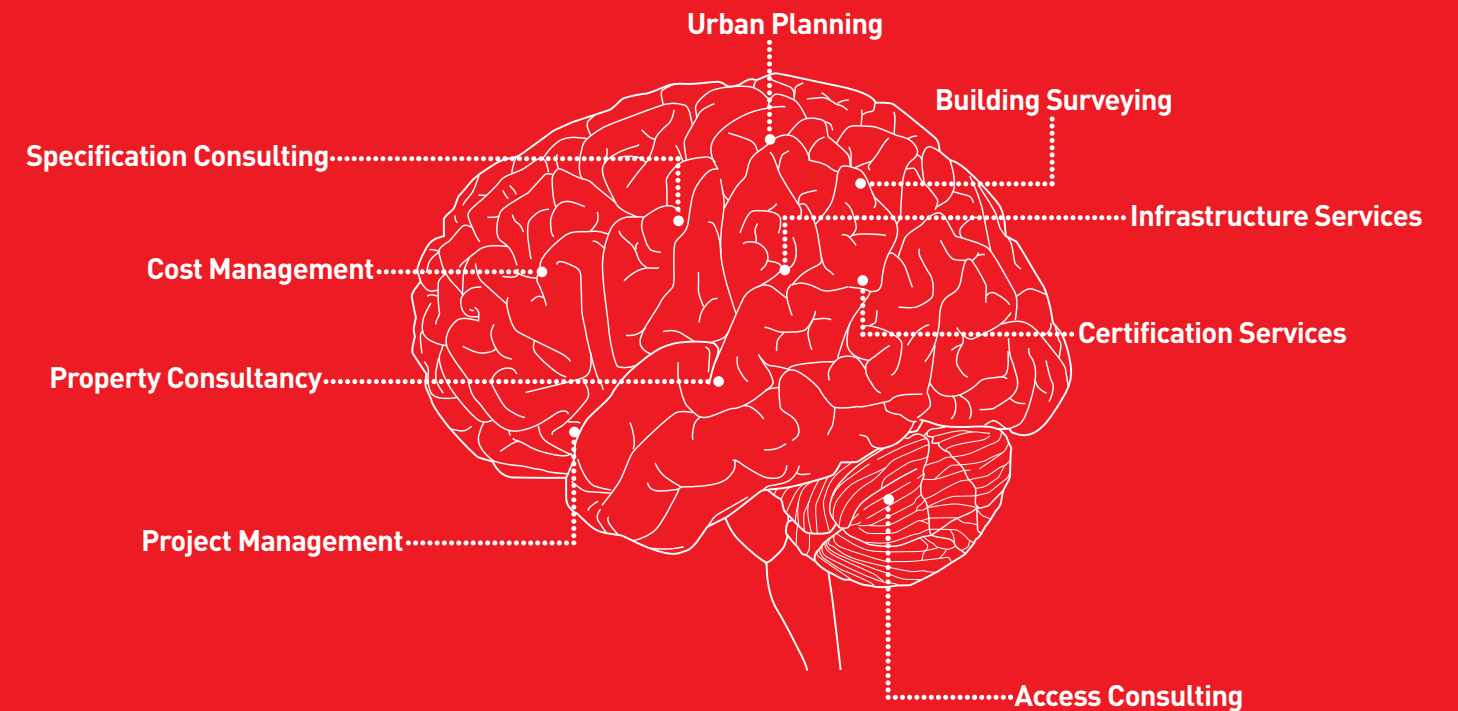 Urban Planning
Building Surveying
Specification Consulting
Infrastructure Services
Cost Management
Certification Services
Property Consultancy
Project Management
Access Consulting